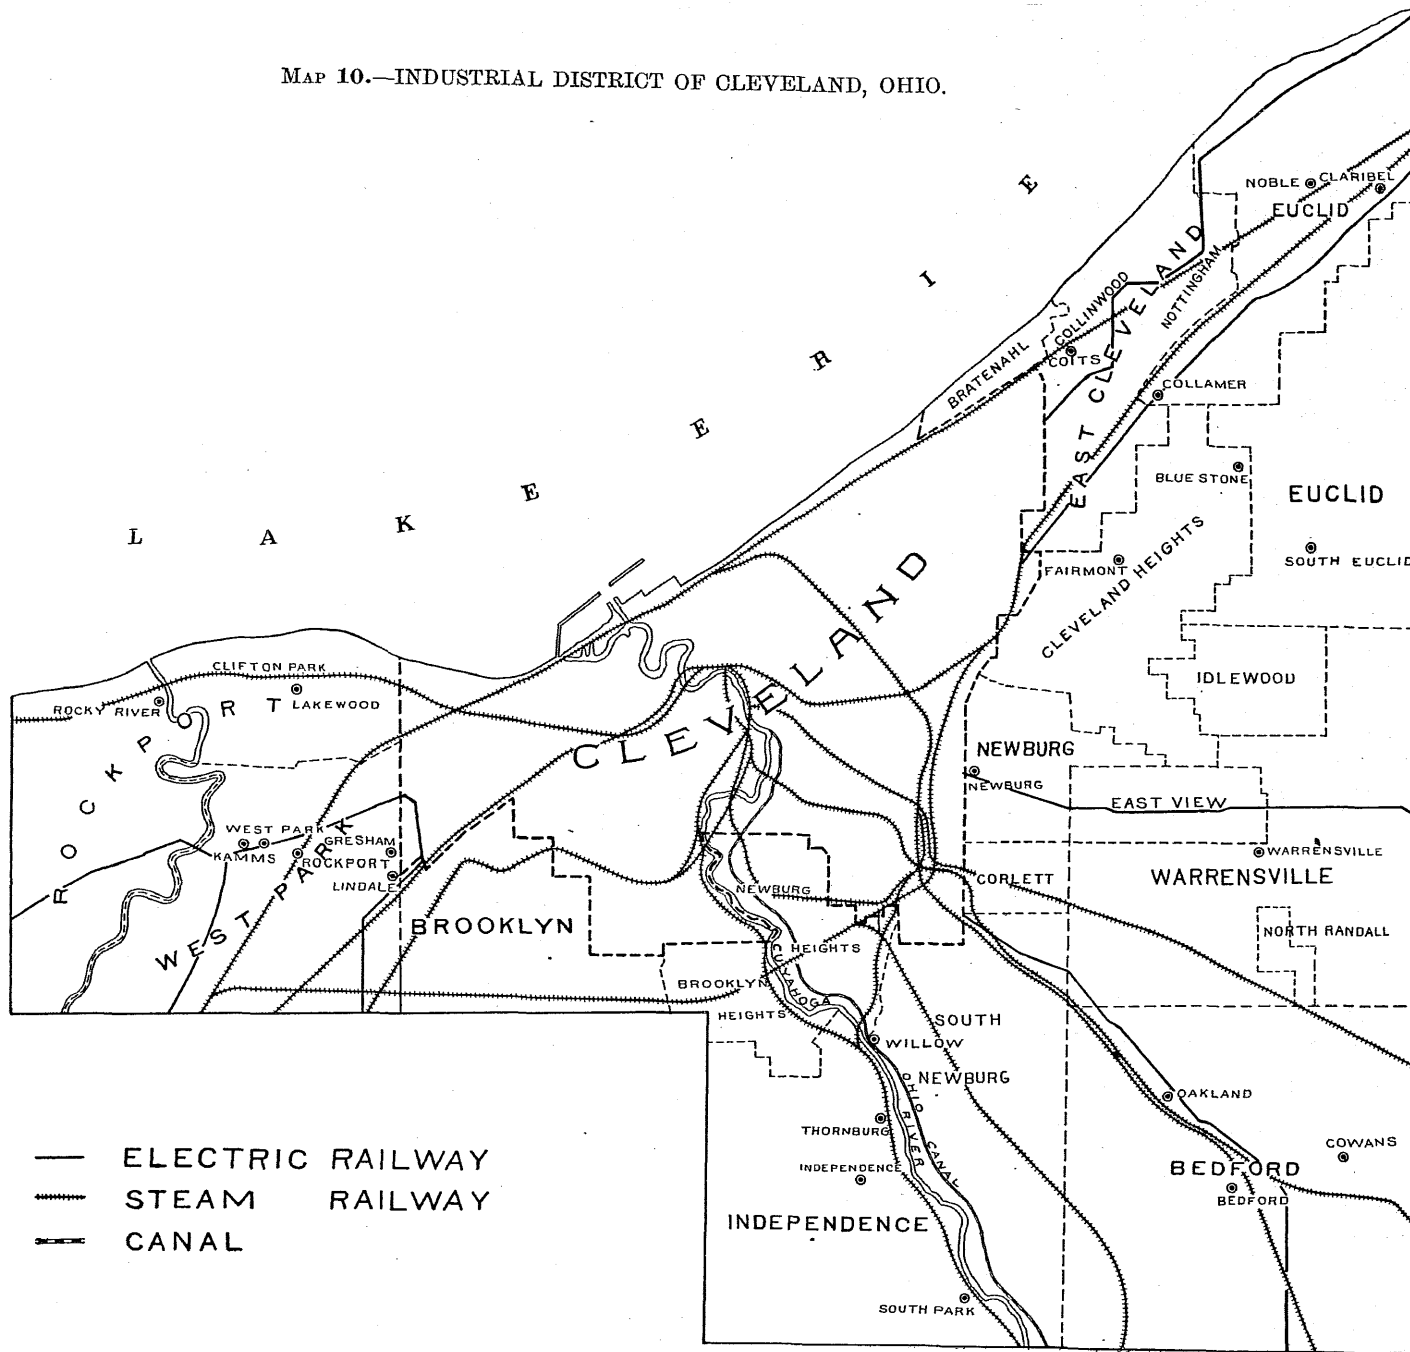 MAP 10.—INDUSTRIAL DISTRICT OF CLEVELAND, OHIO.
LAKE ERIE
NOBLE
CLARIBEL
EUCLID
EAST CLEVELAND
NOTTINGHAM
COLLINWOOD
COITS
BRATENAHL
COLLAMER
BLUE STONE
EUCLID
SOUTH EUCLID
FAIRMONT
CLEVELAND HEIGHTS
IDLEWOOD
CLEVELAND
CLIFTON PARK
ROCKY RIVER
LAKEWOOD
ROCKPORT
NEWBURG
NEWBURG
EAST VIEW
WEST PARK
KAMMS
GRESHAM
ROCKPORT
LINDALE
WEST PARK
BROOKLYN
WARRENSVILLE
WARRENSVILLE
CORLETT
NORTH RANDALL
NEWBURG
HEIGHTS
BROOKLYN
HEIGHTS
CUYAHOGA
RIVER
OHIO CANAL
SOUTH
NEWBURG
WILLOW
OAKLAND
THORNBURG
INDEPENDENCE
INDEPENDENCE
COWANS
BEDFORD
BEDFORD
SOUTH PARK
ELECTRIC RAILWAY
STEAM RAILWAY
CANAL